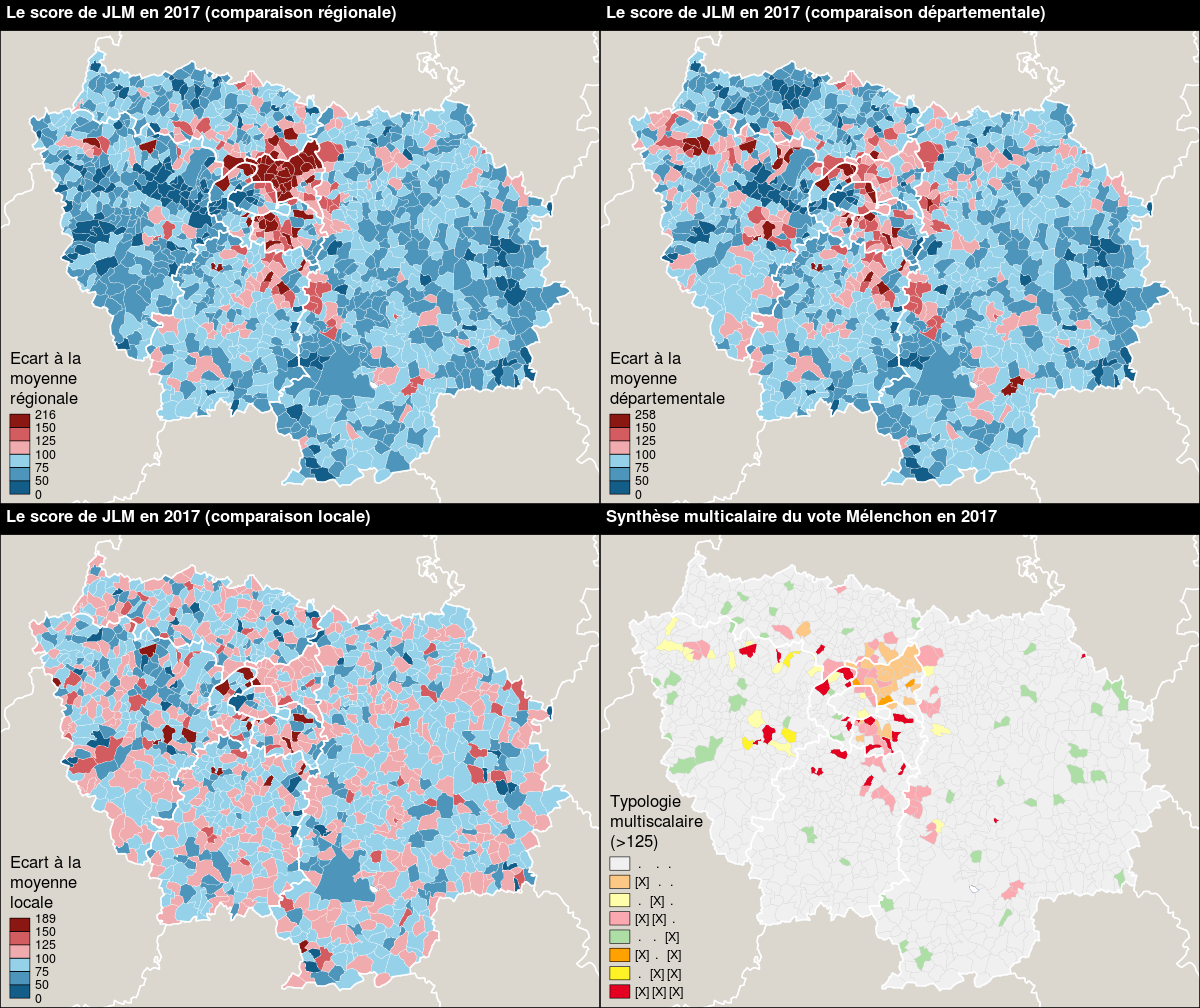 Le score de JLM en 2017 (comparaison régionale)
Ecart à la
moyenne
régionale
216
150
125
100
75
50
0
Le score de JLM en 2017 (comparaison départementale)
Ecart à la
moyenne
départementale
258
150
125
100
75
50
0
Le score de JLM en 2017 (comparaison locale)
Ecart à la
moyenne
locale
189
150
125
100
75
50
0
Synthèse multicalaire du vote Mélenchon en 2017
Typologie
multiscalaire
(>125)
. . .
[X] . .
. [X] .
[X] [X] .
. . [X]
[X] . [X]
. [X] [X]
[X] [X] [X]